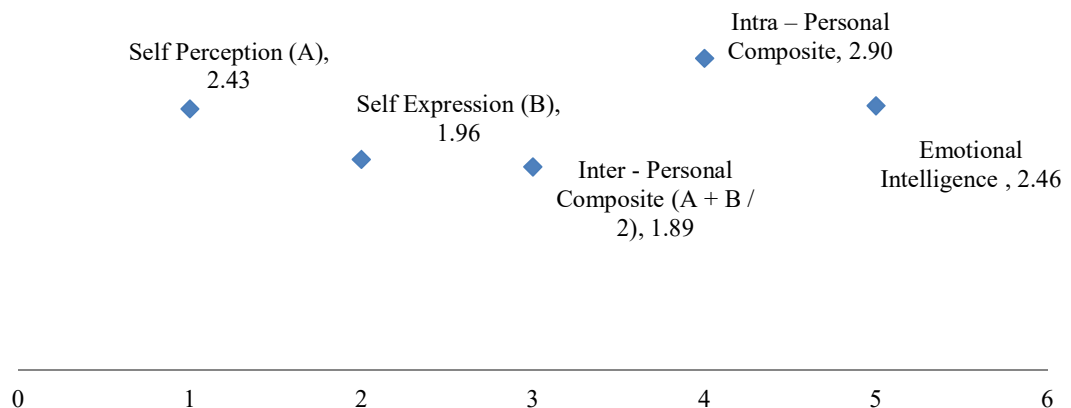 Self Perception (A),
2.43
Self Expression (B),
1.96
Inter - Personal
Composite (A + B /
2), 1.89
Intra – Personal
Composite, 2.90
Emotional
Intelligence , 2.46
0 1 2 3 4 5 6